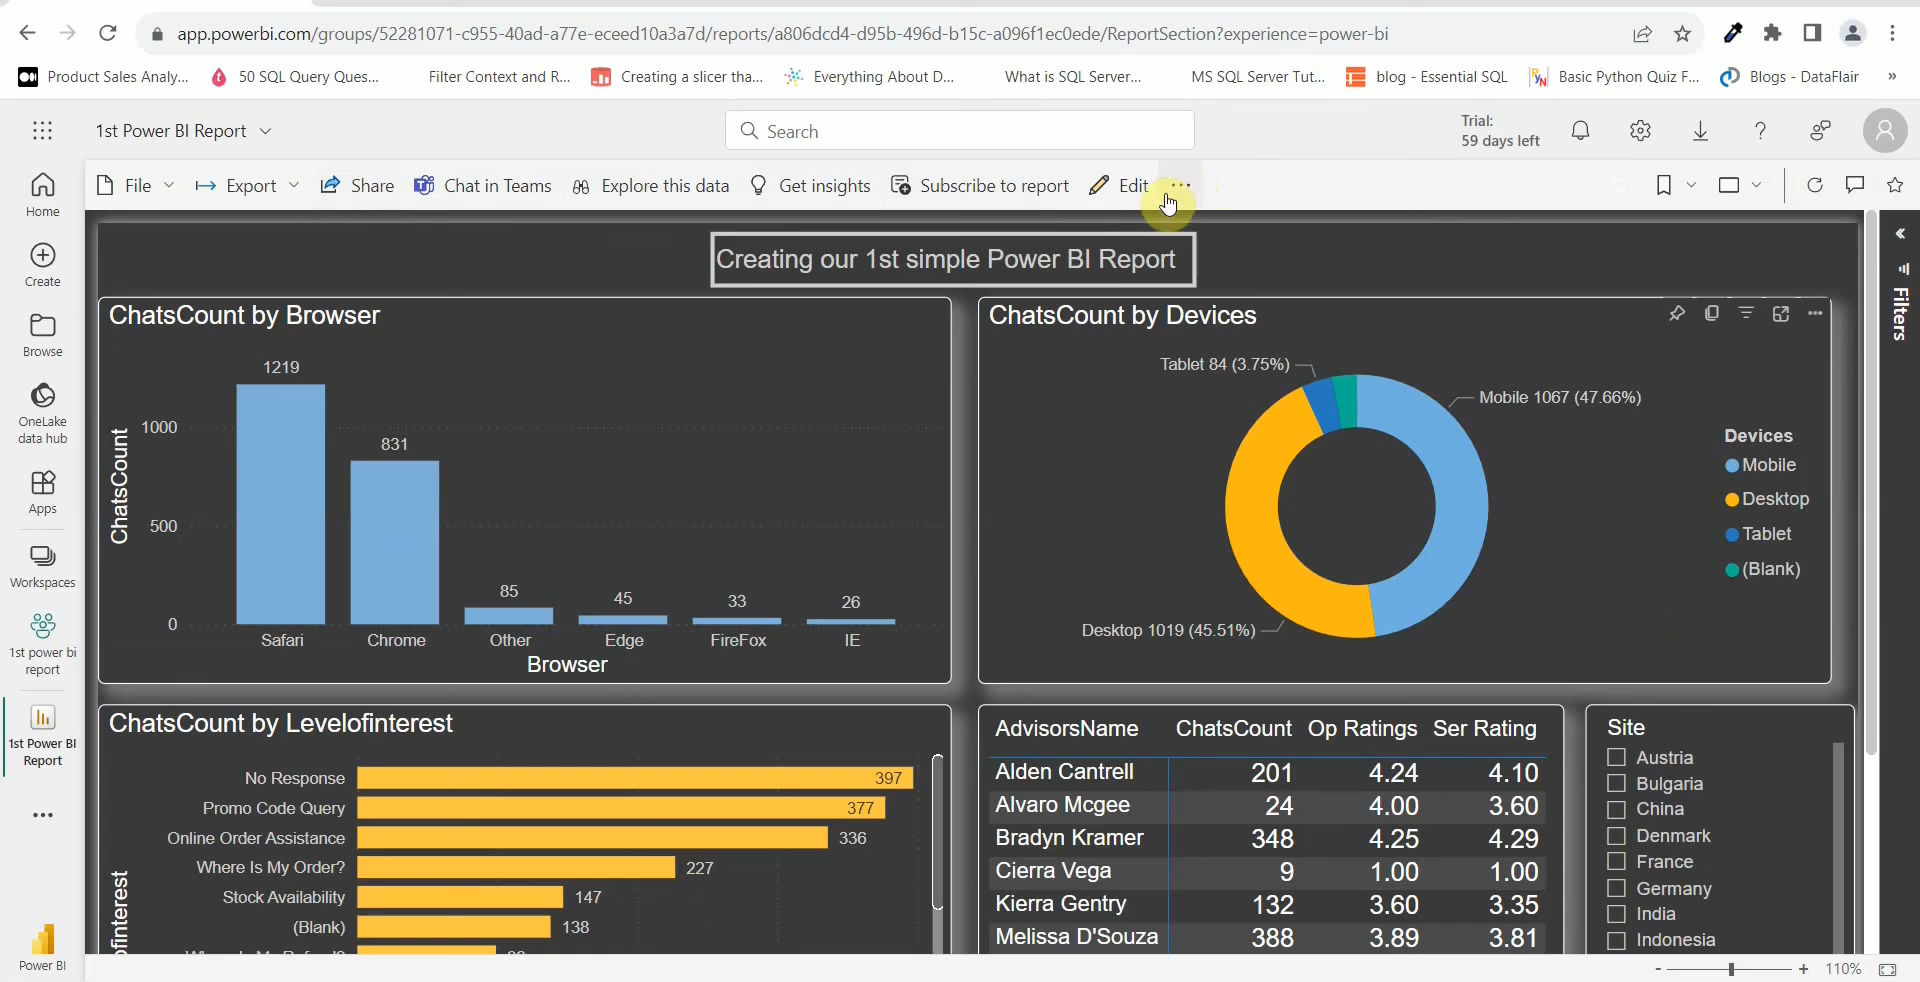 app.powerbi.com/groups/52281071-c955-40ad-a77e-eceed10a3a7d/reports/a806dcd4-d95b-496d-b15c-a096f1ec0ede/ReportSection?experience=power-bi
Product Sales Analy... 50 SQL Query Ques... Filter Context and R... Creating a slicer tha... Everything About D... What is SQL Server... MS SQL Server Tut... blog - Essential SQL Basic Python Quiz F... Blogs - DataFlair »
1st Power BI Report
Search
Trial:
59 days left
File Export Share Chat in Teams Explore this data Get insights Subscribe to report Edit ...
Home
Create
Browse
OneLake
data hub
Apps
Workspaces
1st power bi
report
1st Power BI
Report
Power BI
Creating our 1st simple Power BI Report
ChatsCount by Browser
ChatsCount
1000
500
0
1219
831
85
45
33
26
Safari Chrome Other Edge FireFox IE
Browser
ChatsCount by Devices
Tablet 84 (3.75%)
Mobile 1067 (47.66%)
Desktop 1019 (45.51%)
Devices
Mobile
Desktop
Tablet
(Blank)
Filters
ChatsCount by Levelofinterest
No Response 397
Promo Code Query 377
Online Order Assistance 336
Where Is My Order? 227
Stock Availability 147
(Blank) 138
AdvisorsName ChatsCount Op Ratings Ser Rating
Alden Cantrell 201 4.24 4.10
Alvaro Mcgee 24 4.00 3.60
Bradyn Kramer 348 4.25 4.29
Cierra Vega 9 1.00 1.00
Kierra Gentry 132 3.60 3.35
Melissa D'Souza 388 3.89 3.81
Site
Austria
Bulgaria
China
Denmark
France
Germany
India
Indonesia
- + 110%